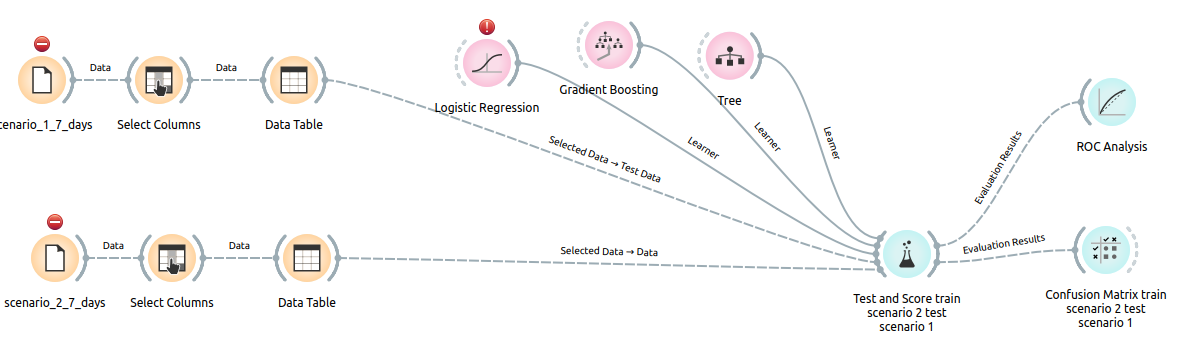 Logistic Regression
Gradient Boosting
Tree
cenario_1_7_days
Data
Select Columns
Data
Data Table
Selected Data → Test Data
Learner
Learner
Learner
Evaluation Results
ROC Analysis
scenario_2_7_days
Data
Select Columns
Data
Data Table
Selected Data → Data
Test and Score train
scenario 2 test
scenario 1
Evaluation Results
Confusion Matrix train
scenario 2 test
scenario 1